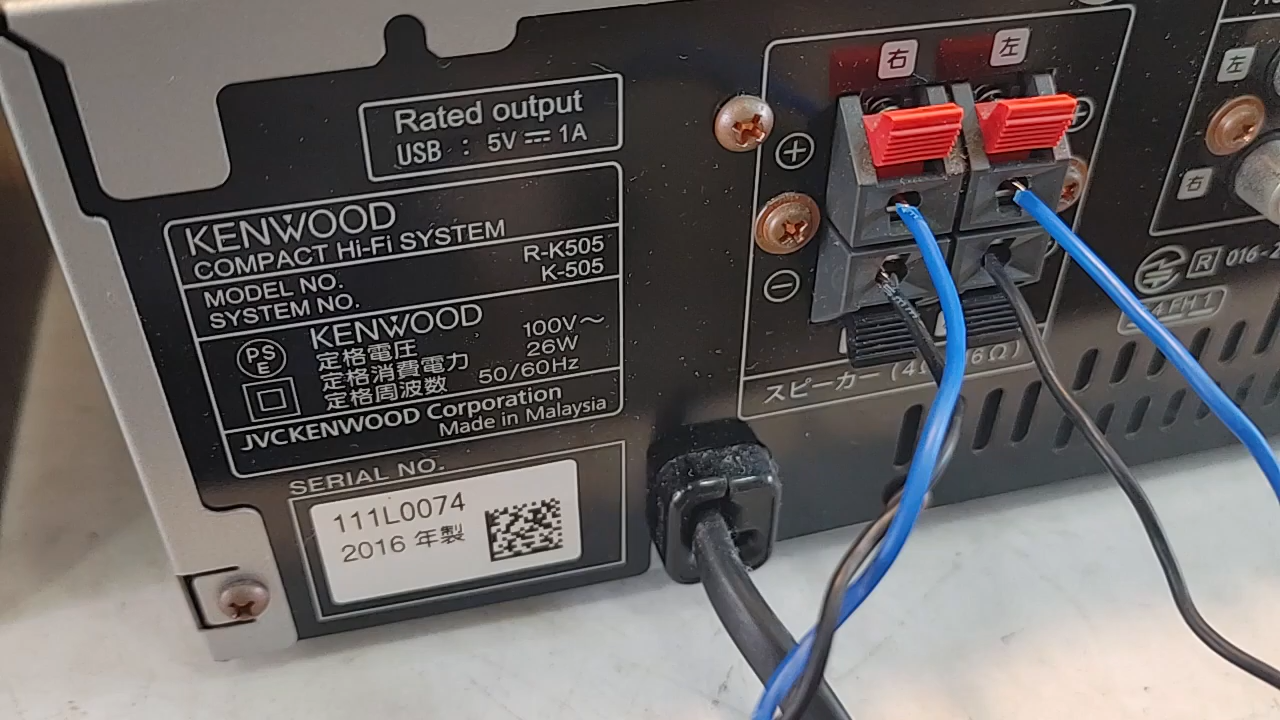 Rated output
USB : 5V ⎓ 1A
KENWOOD
COMPACT Hi-Fi SYSTEM
MODEL NO. R-K505
SYSTEM NO. K-505
KENWOOD
PS E
定格電圧 100V～
定格消費電力 26W
定格周波数 50/60Hz
JVCKENWOOD Corporation
Made in Malaysia
SERIAL NO.
111L0074
2016 年製
右 左
+ +
−
スピーカー (4Ω 6Ω)
左
右
R 016-2